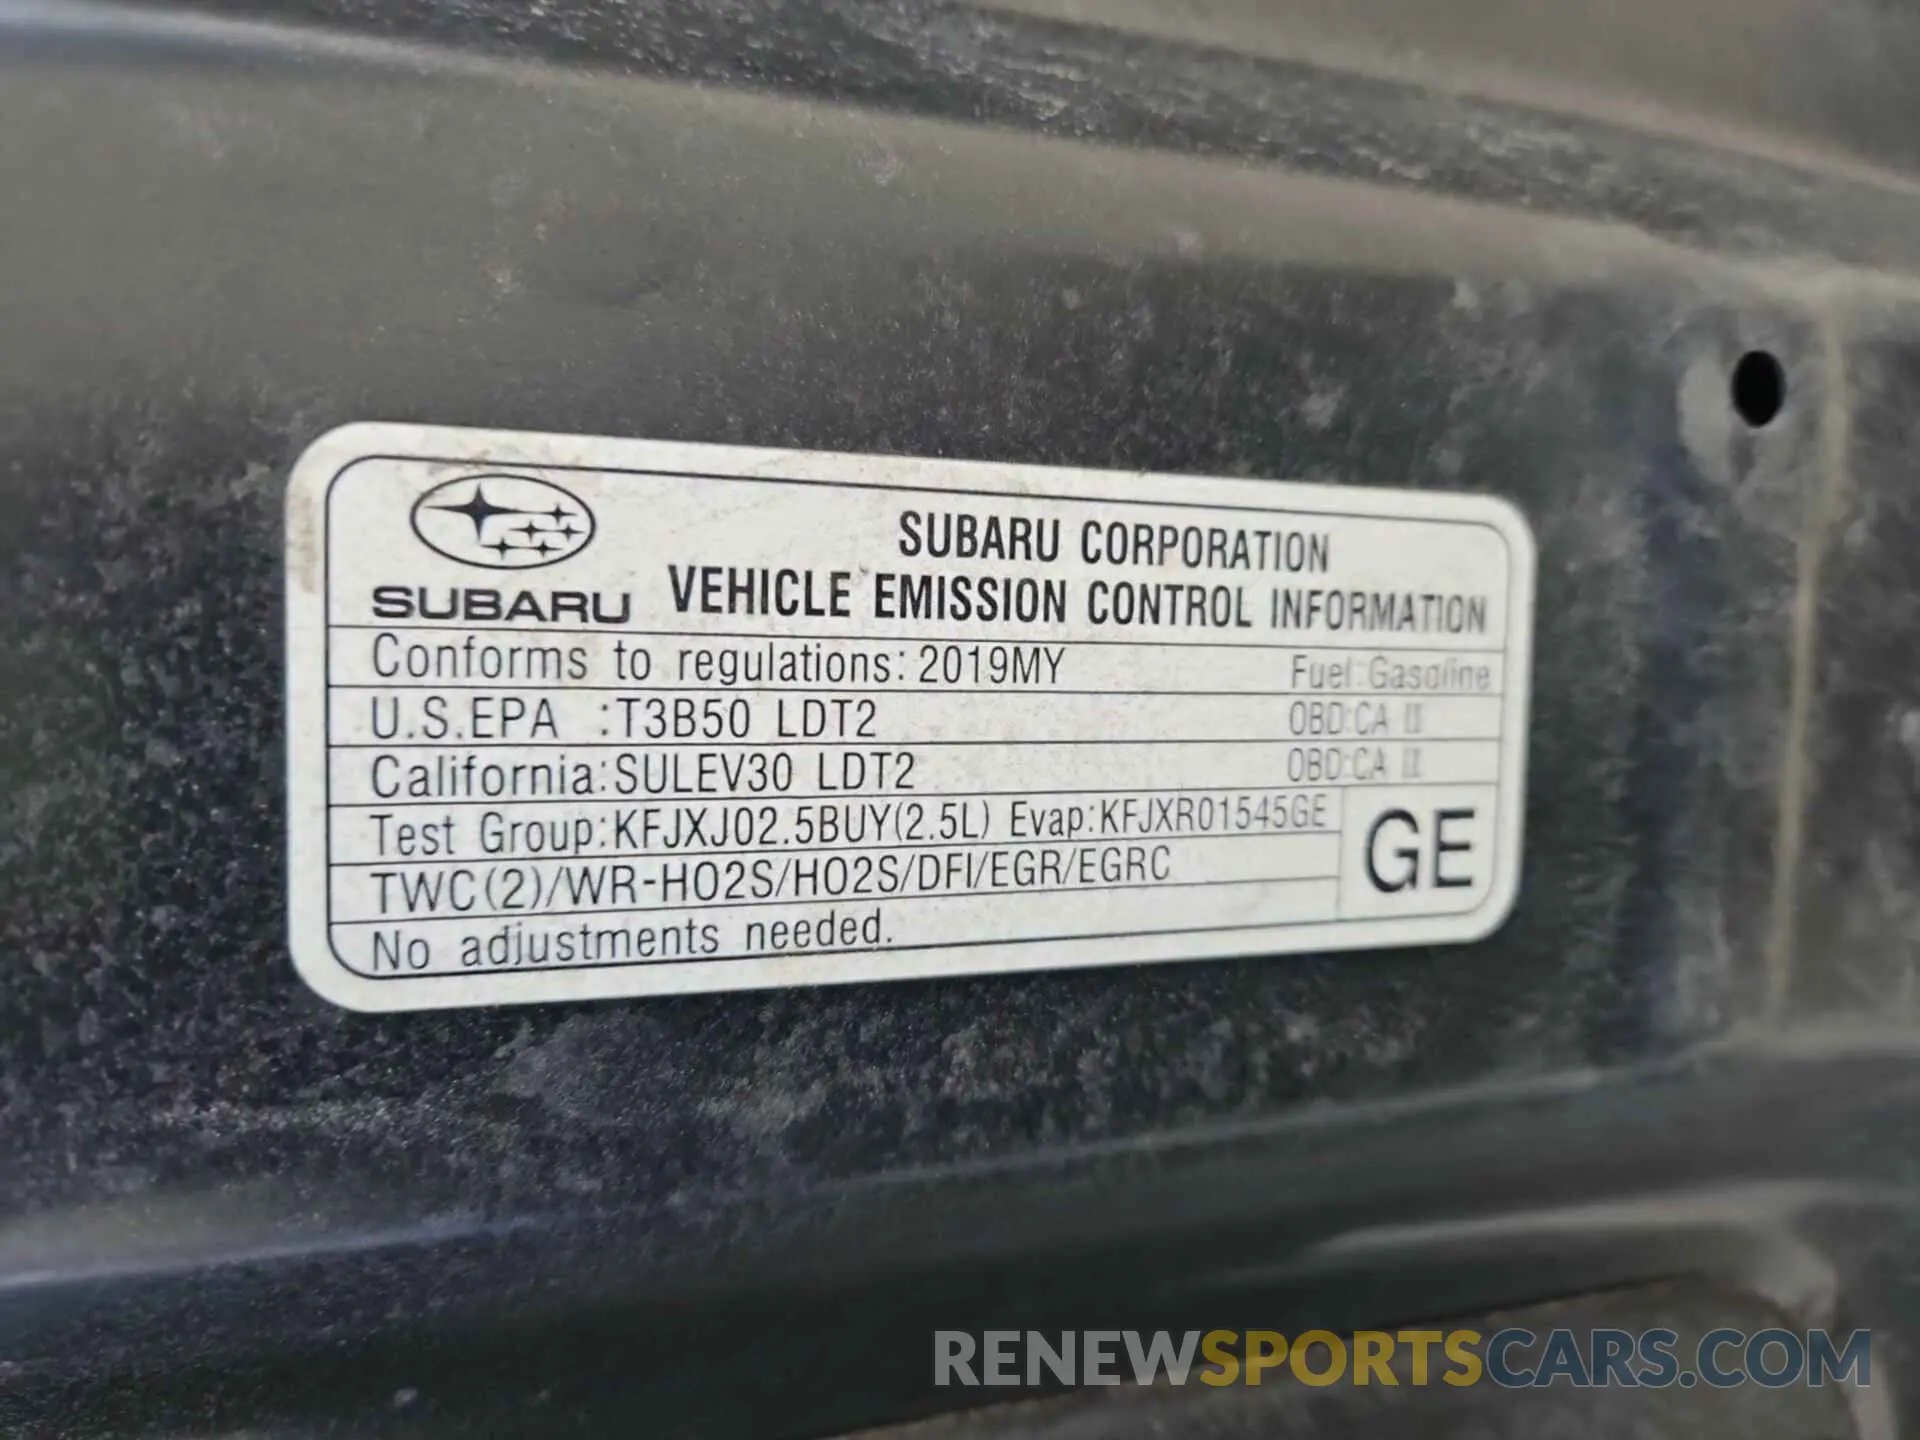 SUBARU CORPORATION
SUBARU VEHICLE EMISSION CONTROL INFORMATION
Conforms to regulations: 2019MY Fuel:Gasoline
U.S.EPA :T3B50 LDT2 OBD:CA II
California:SULEV30 LDT2 OBD:CA II
Test Group:KFJXJ02.5BUY(2.5L) Evap:KFJXR01545GE
GE
TWC(2)/WR-HO2S/HO2S/DFI/EGR/EGRC
No adjustments needed.
RENEWSPORTSCARS.COM